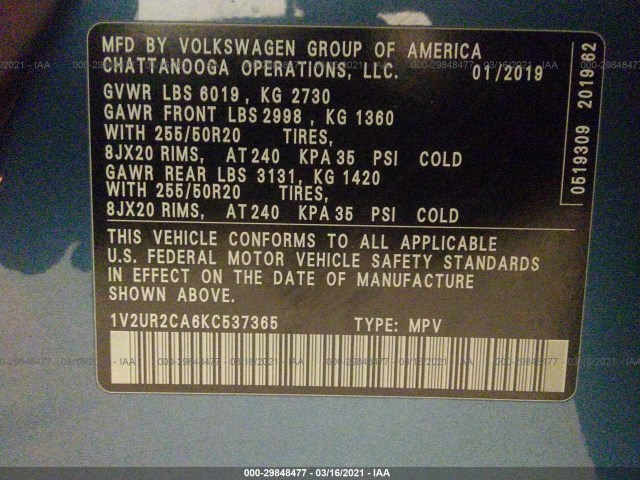 MFD BY VOLKSWAGEN GROUP OF AMERICA
CHATTANOOGA OPERATIONS, LLC. 01/2019
GVWR LBS 6019, KG 2730
GAWR FRONT LBS 2998, KG 1360
WITH 255/50R20 TIRES,
8JX20 RIMS, AT 240 KPA 35 PSI COLD
GAWR REAR LBS 3131, KG 1420
WITH 255/50R20 TIRES,
8JX20 RIMS, AT 240 KPA 35 PSI COLD
THIS VEHICLE CONFORMS TO ALL APPLICABLE
U.S. FEDERAL MOTOR VEHICLE SAFETY STANDARDS
IN EFFECT ON THE DATE OF MANUFACTURE
SHOWN ABOVE.
1V2UR2CA6KC537365 TYPE: MPV
0519309 2019862
000-29848477 - 03/16/2021 - IAA